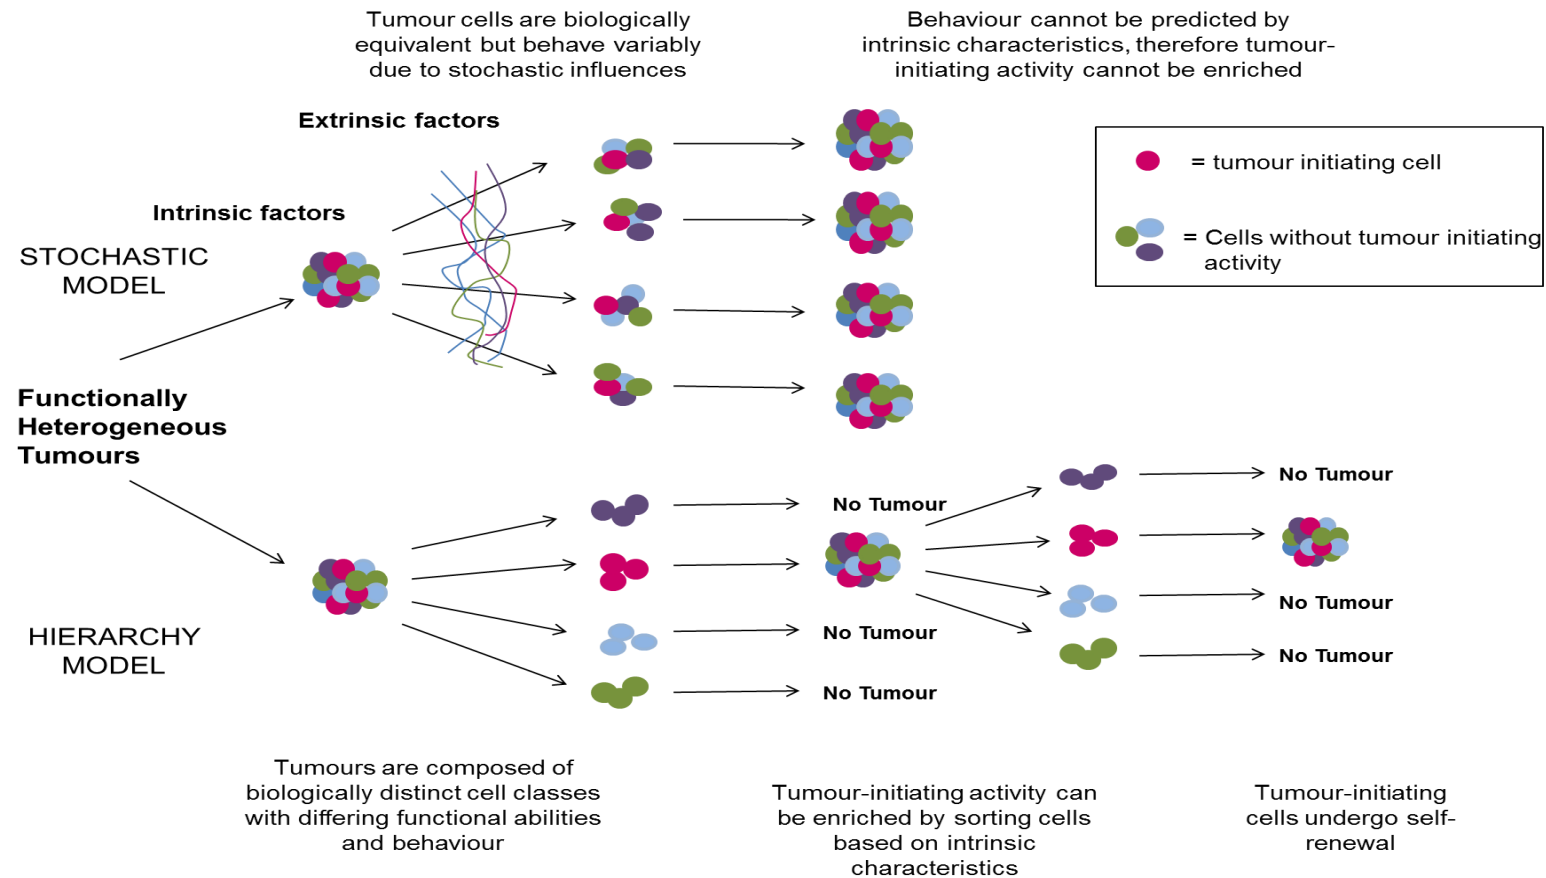 Tumour cells are biologically
equivalent but behave variably
due to stochastic influences
Behaviour cannot be predicted by
intrinsic characteristics, therefore tumour-
initiating activity cannot be enriched
Extrinsic factors
Intrinsic factors
STOCHASTIC
MODEL
= tumour initiating cell
= Cells without tumour initiating
activity
Functionally
Heterogeneous
Tumours
HIERARCHY
MODEL
No Tumour
No Tumour
No Tumour
No Tumour
No Tumour
No Tumour
Tumours are composed of
biologically distinct cell classes
with differing functional abilities
and behaviour
Tumour-initiating activity can
be enriched by sorting cells
based on intrinsic
characteristics
Tumour-initiating
cells undergo self-
renewal